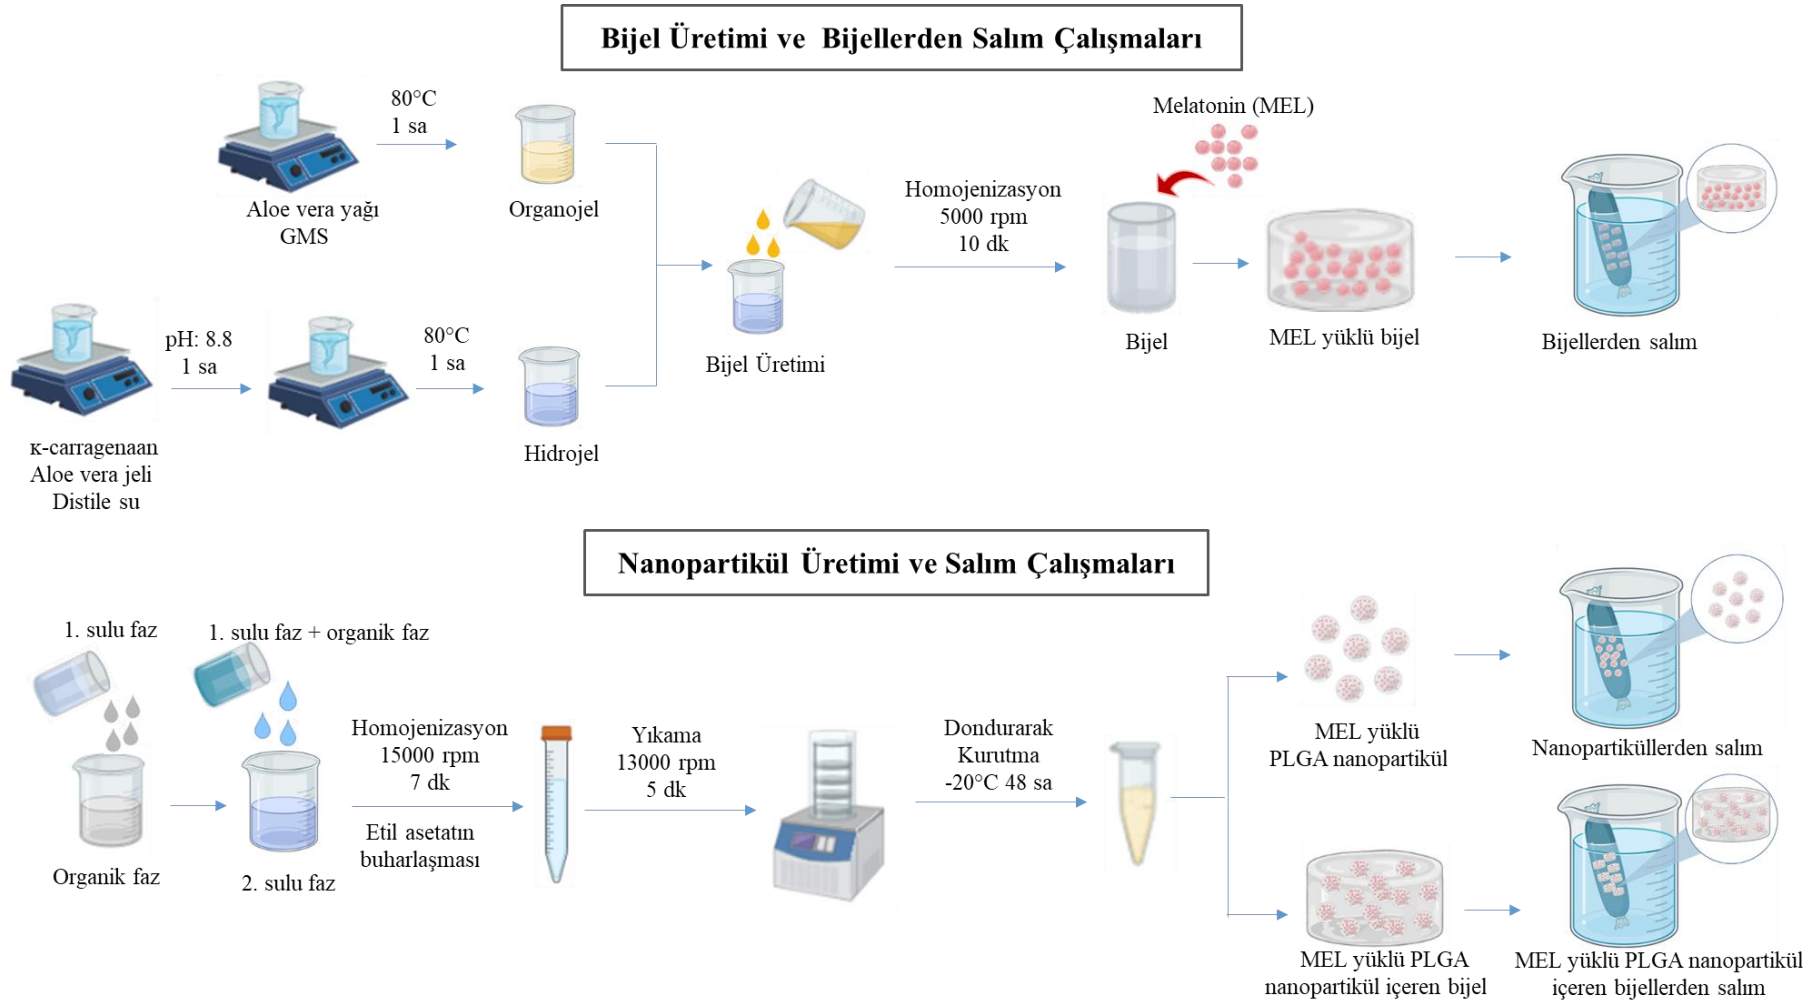 Bijel Üretimi ve Bijellerden Salım Çalışmaları
80°C
1 sa
Aloe vera yağı
GMS
Organojel
pH: 8.8
1 sa
80°C
1 sa
κ-carragenaan
Aloe vera jeli
Distile su
Hidrojel
Bijel Üretimi
Homojenizasyon
5000 rpm
10 dk
Melatonin (MEL)
Bijel
MEL yüklü bijel
Bijellerden salım
Nanopartikül Üretimi ve Salım Çalışmaları
1. sulu faz
Organik faz
1. sulu faz + organik faz
2. sulu faz
Homojenizasyon
15000 rpm
7 dk
Etil asetatın
buharlaşması
Yıkama
13000 rpm
5 dk
Dondurarak
Kurutma
-20°C 48 sa
MEL yüklü
PLGA nanopartikül
Nanopartiküllerden salım
MEL yüklü PLGA
nanopartikül içeren bijel
MEL yüklü PLGA nanopartikül
içeren bijellerden salım